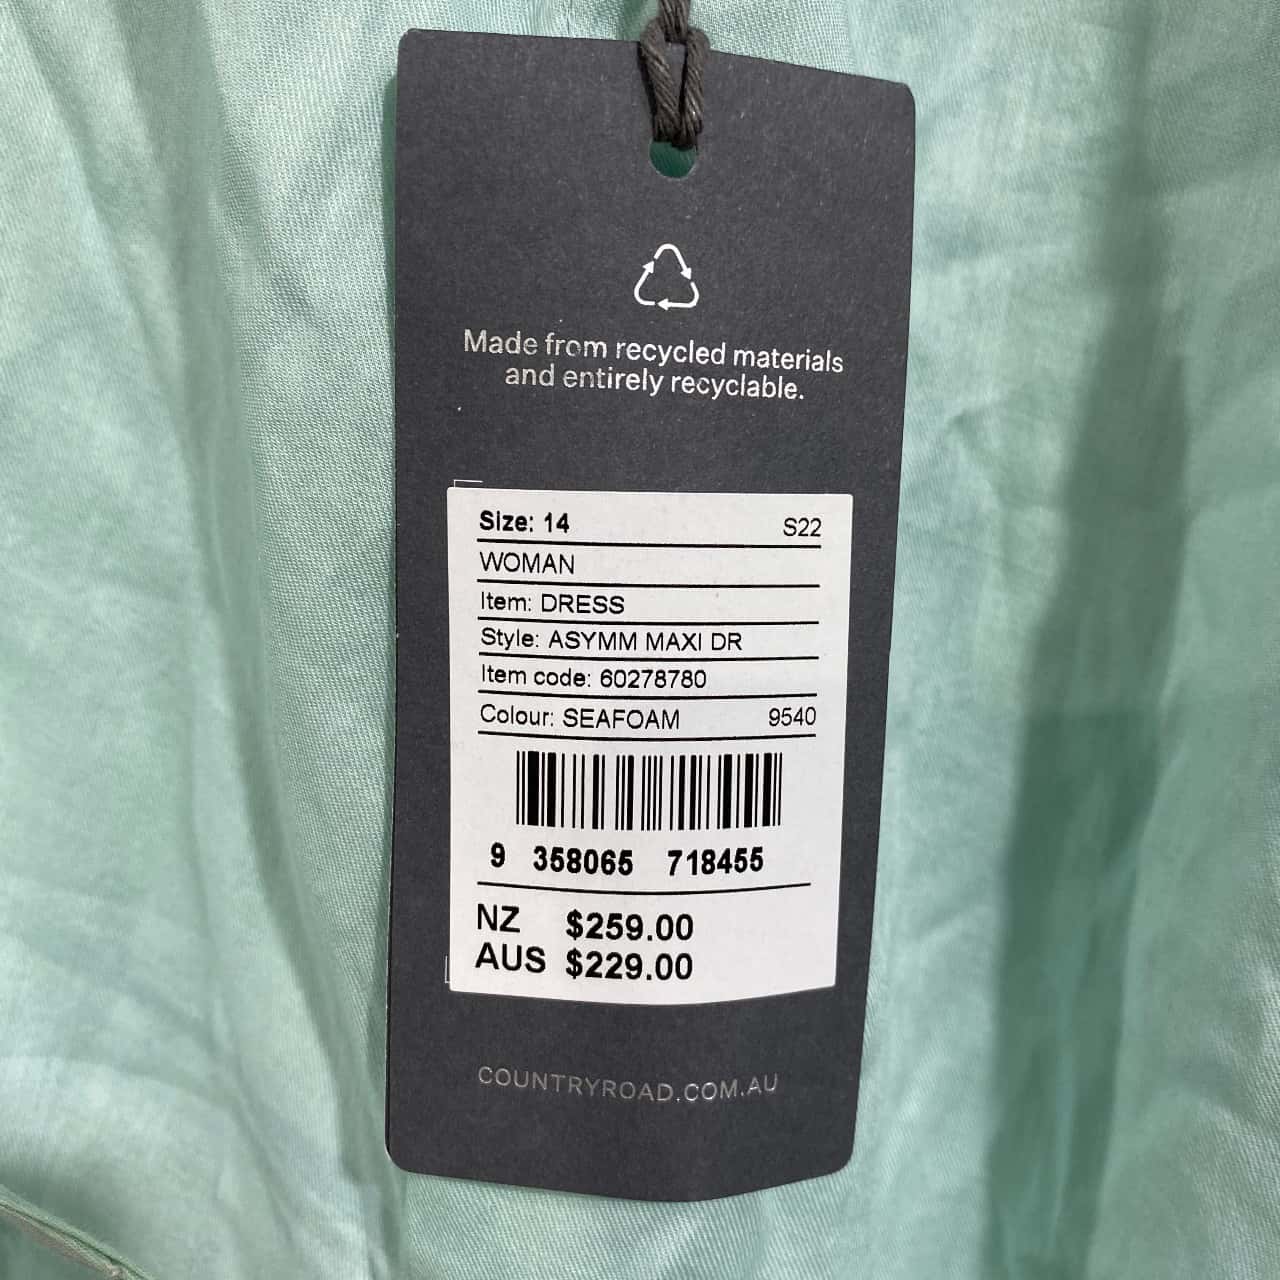 Made from recycled materials
and entirely recyclable.
Size: 14 S22
WOMAN
Item: DRESS
Style: ASYMM MAXI DR
Item code: 60278780
Colour: SEAFOAM 9540
9 358065 718455
NZ $259.00
AUS $229.00
COUNTRYROAD.COM.AU